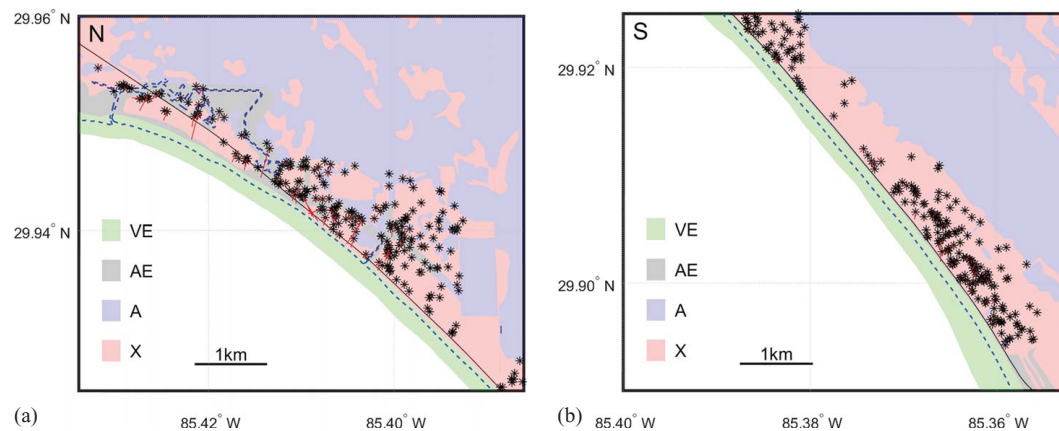 29.96° N
N
29.94° N
VE
AE
A
X
1km
(a)
85.42° W
85.40° W
S
29.92° N
29.90° N
VE
AE
A
X
1km
(b)
85.40° W
85.38° W
85.36° W